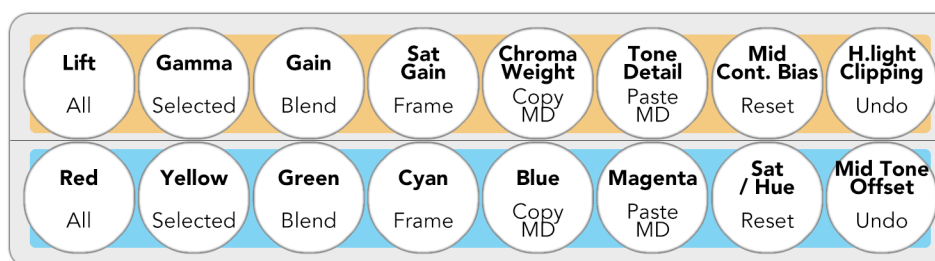 Lift
All
Gamma
Selected
Gain
Blend
Sat
Gain
Frame
Chroma
Weight
Copy
MD
Tone
Detail
Paste
MD
Mid
Cont. Bias
Reset
H.light
Clipping
Undo
Red
All
Yellow
Selected
Green
Blend
Cyan
Frame
Blue
Copy
MD
Magenta
Paste
MD
Sat
/ Hue
Reset
Mid Tone
Offset
Undo